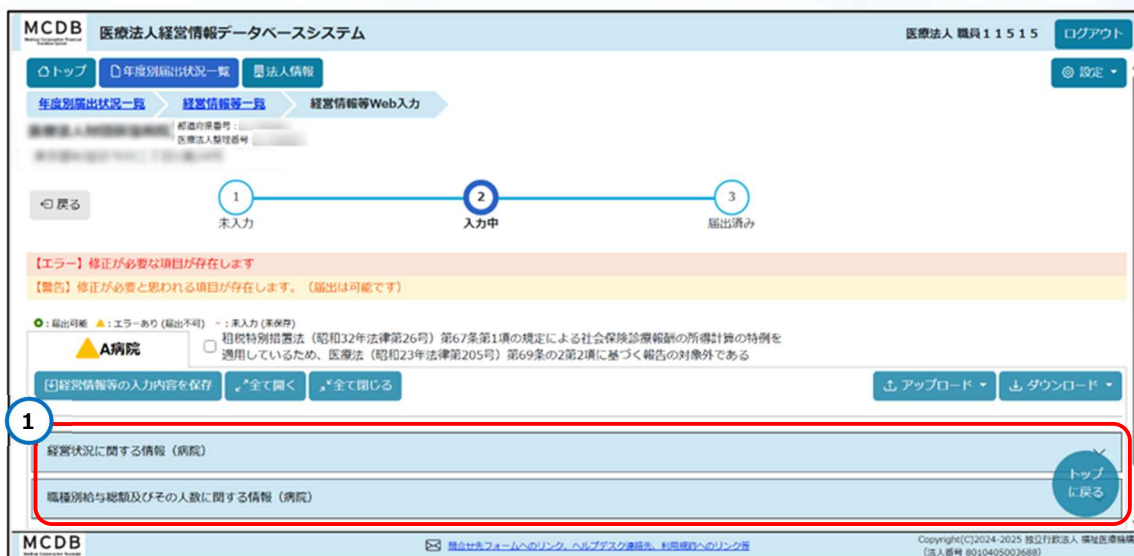 MCDB
医療法人経営情報データベースシステム
医療法人 職員11515
ログアウト
トップ
年度別届出状況一覧
法人情報
設定
年度別届出状況一覧
経営情報等一覧
経営情報等Web入力
都道府県番号:
医療法人整理番号
戻る
1
2
3
未入力
入力中
届出済み
【エラー】修正が必要な項目が存在します
【警告】修正が必要と思われる項目が存在します。（届出は可能です）
：届出可能 ：エラーあり (届出不可) －：未入力 (未保存)
A病院
租税特別措置法（昭和32年法律第26号）第67条第1項の規定による社会保険診療報酬の所得計算の特例を
適用しているため、医療法（昭和23年法律第205号）第69条の2第2項に基づく報告の対象外である
経営情報等の入力内容を保存
全て開く
全て閉じる
アップロード
ダウンロード
1
経営状況に関する情報（病院）
職種別給与総額及びその人数に関する情報（病院）
トップ
に戻る
MCDB
問合せ先フォームへのリンク、ヘルプデスク連絡先、利用規約へのリンク等
Copyright(C)2024-2025 独立行政法人 福祉医療機構
(法人番号 8010405003688)